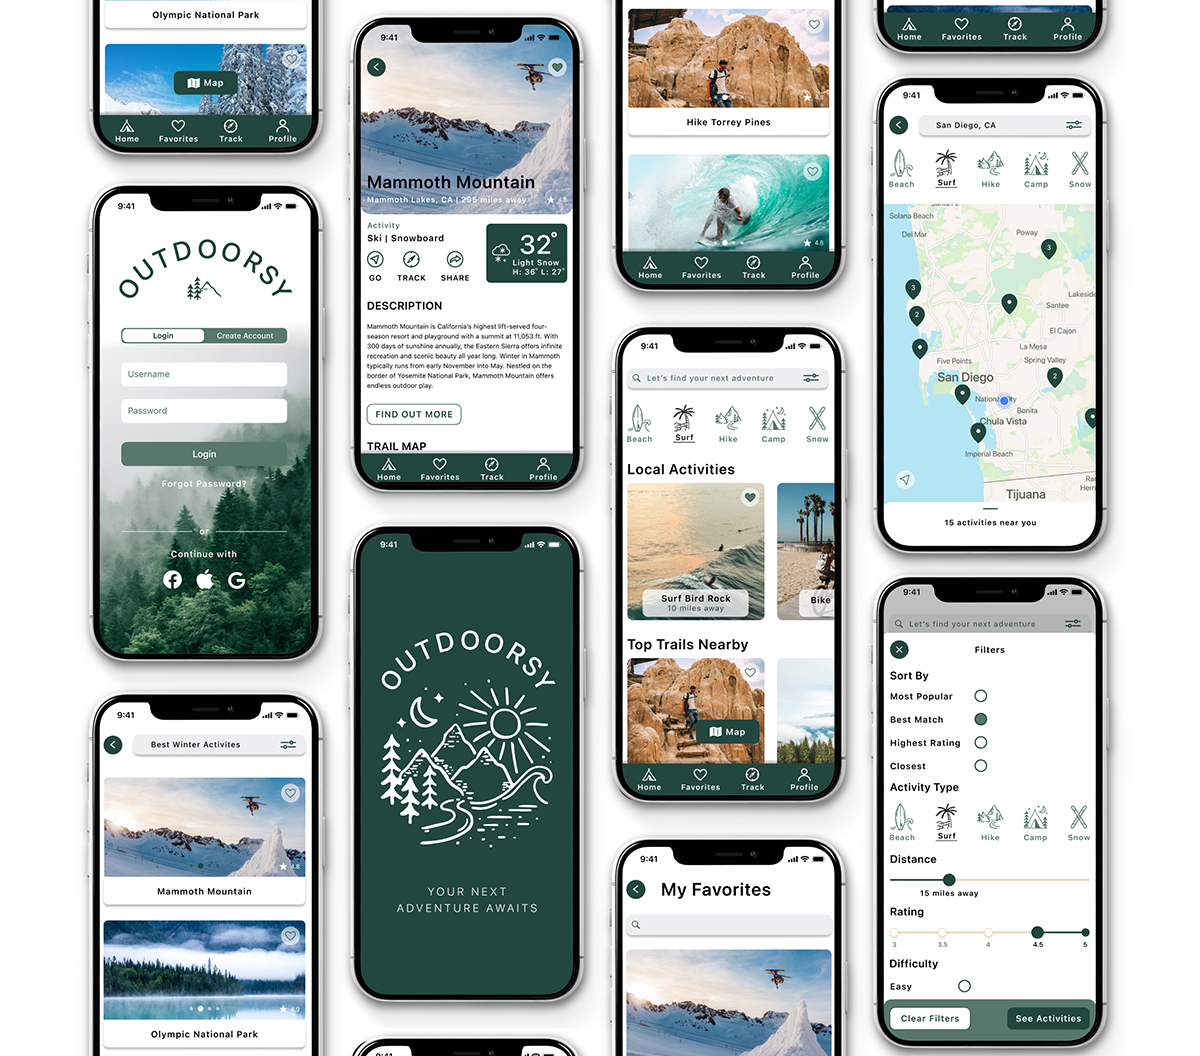 Olympic National Park
Map
Home Favorites Track Profile
9:41
OUTDOORSY
Login Create Account
Username
Password
Login
Forgot Password?
or
Continue with
9:41
Best Winter Activites
4.8
Mammoth Mountain
4.9
Olympic National Park
9:41
Mammoth Mountain
Mammoth Lakes, CA | 295 miles away 4.8
Activity
Ski | Snowboard
GO TRACK SHARE
32°
Light Snow
H: 36° L: 27°
DESCRIPTION
Mammoth Mountain is California's highest lift-served four-
season resort and playground with a summit at 11,053 ft. With
300 days of sunshine annually, the Eastern Sierra offers infinite
recreation and scenic beauty all year long. Winter in Mammoth
typically runs from early November into May. Nestled on the
border of Yosemite National Park, Mammoth Mountain offers
endless outdoor play.
FIND OUT MORE
TRAIL MAP
Home Favorites Track Profile
9:41
OUTDOORSY
YOUR NEXT
ADVENTURE AWAITS
4.8
Hike Torrey Pines
4.8
Home Favorites Track Profile
9:41
Let's find your next adventure
Beach Surf Hike Camp Snow
Local Activities
Surf Bird Rock
10 miles away
Bike
Top Trails Nearby
Map
Home Favorites Track Profile
9:41
My Favorites
Home Favorites Track Profile
9:41
San Diego, CA
Beach Surf Hike Camp Snow
Solana Beach
Del Mar
Poway
3
3
2
Lakeside
Santee
El Cajon
La Mesa
Five Points
Spring Valley
San Diego
2
National City
Bonita
Chula Vista
Imperial Beach
Tijuana
15 activities near you
9:41
Let's find your next adventure
Filters
Sort By
Most Popular
Best Match
Highest Rating
Closest
Activity Type
Beach Surf Hike Camp Snow
Distance
15 miles away
Rating
3 3.5 4 4.5 5
Difficulty
Easy
Clear Filters See Activities